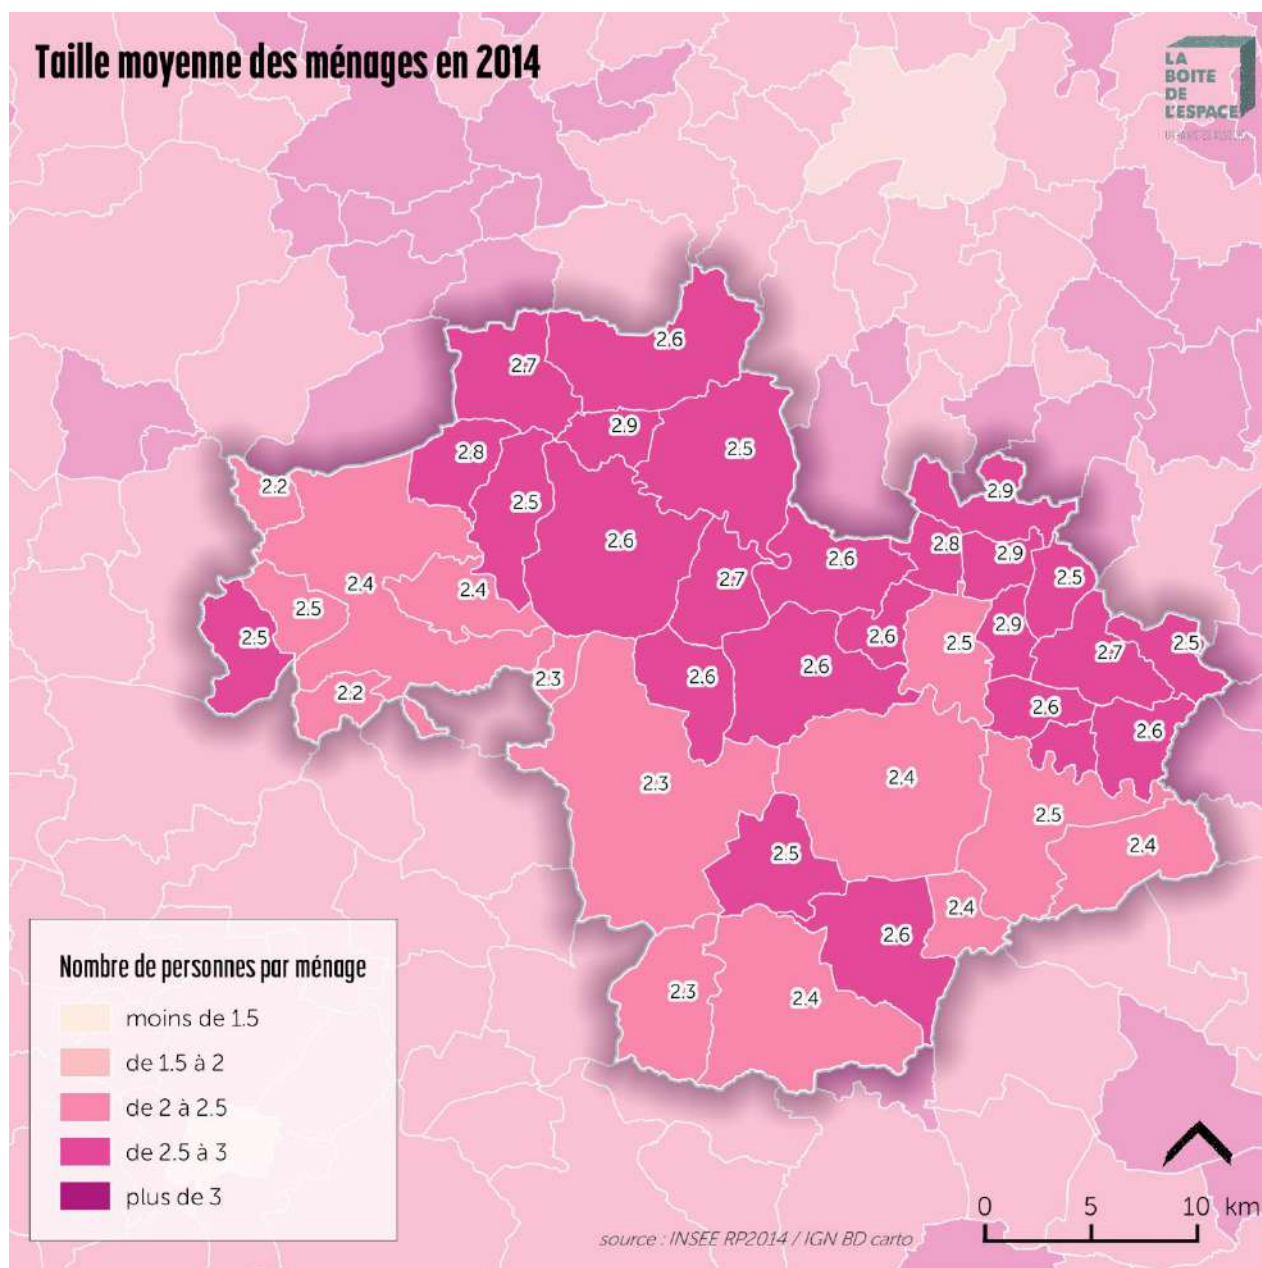 Taille moyenne des ménages en 2014
LA
BOITE
DE
L'ESPACE
2.6
2.7
2.9
2.5
2.8
2.2
2.5
2.9
2.6
2.8
2.6
2.9
2.7
2.5
2.4
2.4
2.5
2.5
2.9
2.6
2.5
2.5
2.7
2.6
2.6
2.3
2.2
2.6
2.6
2.4
2.3
2.5
2.4
2.5
2.4
2.6
2.3
2.4
Nombre de personnes par ménage
moins de 1.5
de 1.5 à 2
de 2 à 2.5
de 2.5 à 3
plus de 3
0 5 10 km
source : INSEE RP2014 / IGN BD carto